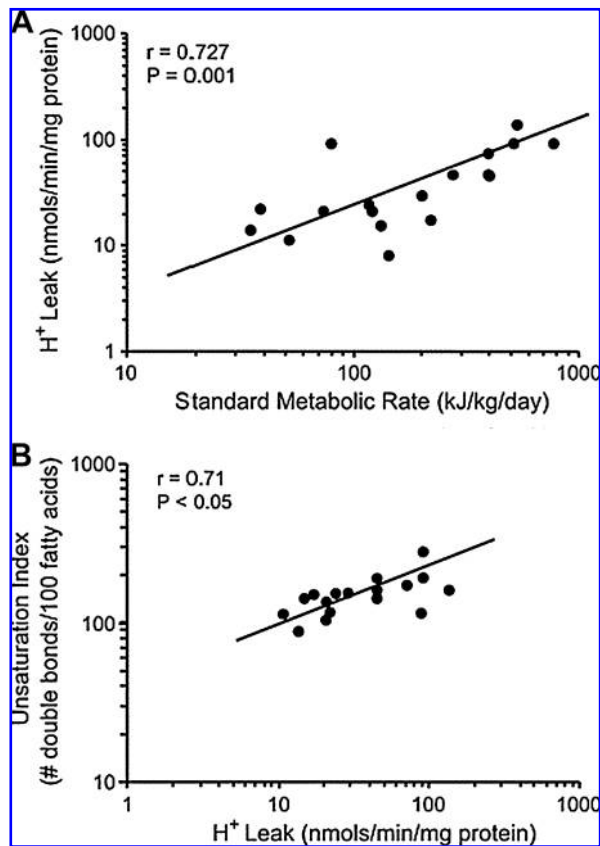 A
r = 0.727
P = 0.001
H⁺ Leak (nmols/min/mg protein)
1000
100
10
1
10
100
1000
Standard Metabolic Rate (kJ/kg/day)
B
r = 0.71
P < 0.05
Unsaturation Index
(# double bonds/100 fatty acids)
1000
100
10
1
10
100
1000
H⁺ Leak (nmols/min/mg protein)